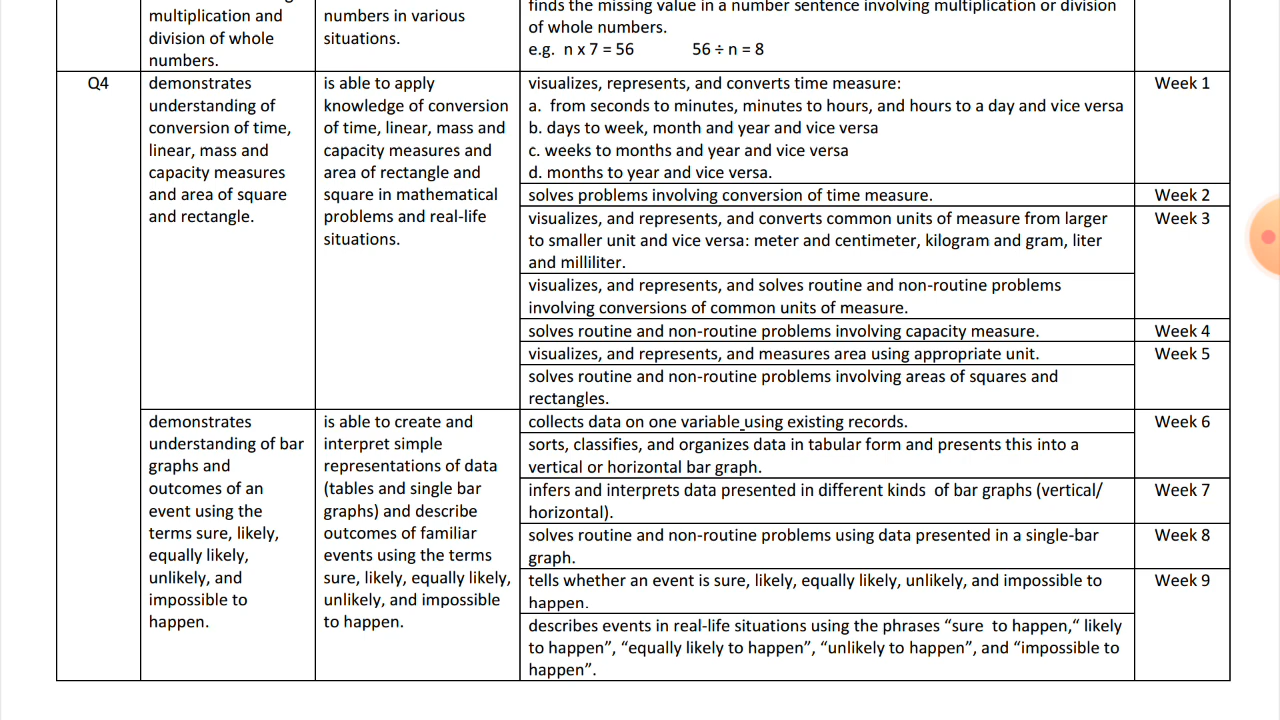 multiplication and
division of whole
numbers.
numbers in various
situations.
finds the missing value in a number sentence involving multiplication or division
of whole numbers.
e.g. n x 7 = 56 56 ÷ n = 8
Q4
demonstrates
understanding of
conversion of time,
linear, mass and
capacity measures
and area of square
and rectangle.
is able to apply
knowledge of conversion
of time, linear, mass and
capacity measures and
area of rectangle and
square in mathematical
problems and real-life
situations.
visualizes, represents, and converts time measure:
a. from seconds to minutes, minutes to hours, and hours to a day and vice versa
b. days to week, month and year and vice versa
c. weeks to months and year and vice versa
d. months to year and vice versa.
Week 1
solves problems involving conversion of time measure.
Week 2
visualizes, and represents, and converts common units of measure from larger
to smaller unit and vice versa: meter and centimeter, kilogram and gram, liter
and milliliter.
Week 3
visualizes, and represents, and solves routine and non-routine problems
involving conversions of common units of measure.
solves routine and non-routine problems involving capacity measure.
Week 4
visualizes, and represents, and measures area using appropriate unit.
Week 5
solves routine and non-routine problems involving areas of squares and
rectangles.
demonstrates
understanding of bar
graphs and
outcomes of an
event using the
terms sure, likely,
equally likely,
unlikely, and
impossible to
happen.
is able to create and
interpret simple
representations of data
(tables and single bar
graphs) and describe
outcomes of familiar
events using the terms
sure, likely, equally likely,
unlikely, and impossible
to happen.
collects data on one variable using existing records.
Week 6
sorts, classifies, and organizes data in tabular form and presents this into a
vertical or horizontal bar graph.
infers and interprets data presented in different kinds of bar graphs (vertical/
horizontal).
Week 7
solves routine and non-routine problems using data presented in a single-bar
graph.
Week 8
tells whether an event is sure, likely, equally likely, unlikely, and impossible to
happen.
Week 9
describes events in real-life situations using the phrases “sure to happen,“ likely
to happen”, “equally likely to happen”, “unlikely to happen”, and “impossible to
happen”.